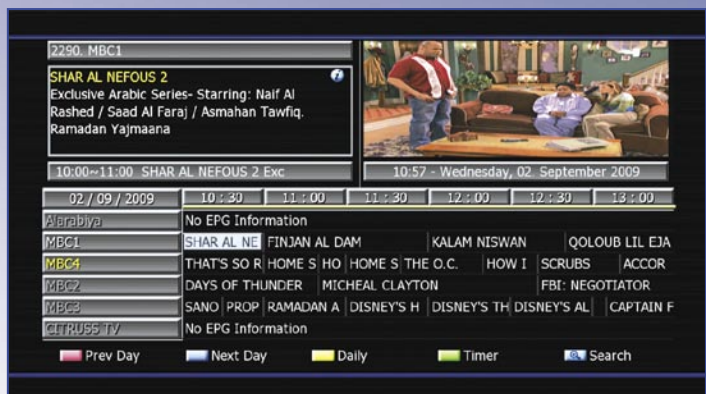 2290. MBC1
SHAR AL NEFOUS 2
Exclusive Arabic Series- Starring: Naif Al
Rashed / Saad Al Faraj / Asmahan Tawfiq.
Ramadan Yajmaana
10:00~11:00 SHAR AL NEFOUS 2 Exc
10:57 - Wednesday, 02. September 2009
02 / 09 / 2009 10 : 30 11 : 00 11 : 30 12 : 00 12 : 30 13 : 00
Alarabiya No EPG Information
MBC1 SHAR AL NE FINJAN AL DAM KALAM NISWAN QOLOUB LIL EJA
MBC4 THAT'S SO R HOME S HO HOME S THE O.C. HOW I SCRUBS ACCOR
MBC2 DAYS OF THUNDER MICHEAL CLAYTON FBI: NEGOTIATOR
MBC3 SANO PROP RAMADAN A DISNEY'S H DISNEY'S TH DISNEY'S AL CAPTAIN F
CITRUSS TV No EPG Information
Prev Day Next Day Daily Timer Search